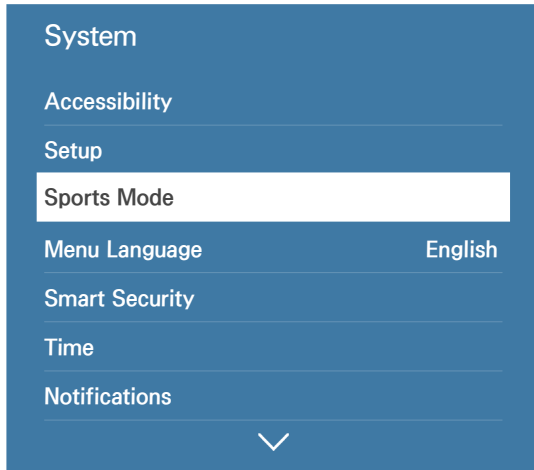 System
Accessibility
Setup
Sports Mode
Menu Language English
Smart Security
Time
Notifications